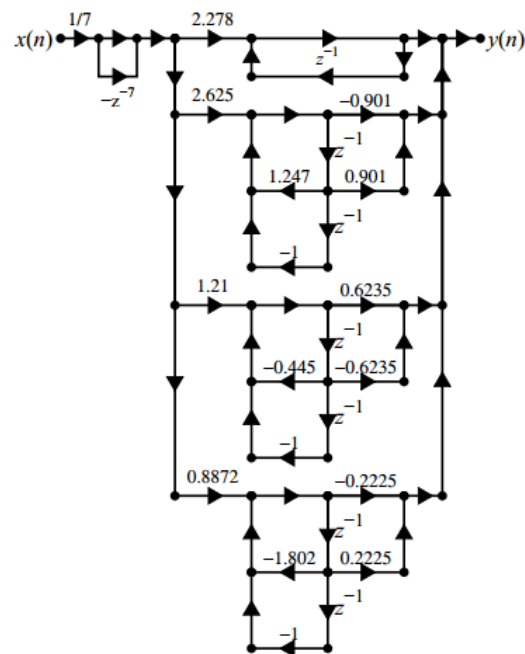 1/7 2.278
x(n) z⁻¹ y(n)
−z⁻⁷
2.625 −0.901
z⁻¹
1.247 0.901
z⁻¹
−1
1.21 0.6235
z⁻¹
−0.445 −0.6235
z⁻¹
−1
0.8872 −0.2225
z⁻¹
−1.802 0.2225
z⁻¹
−1